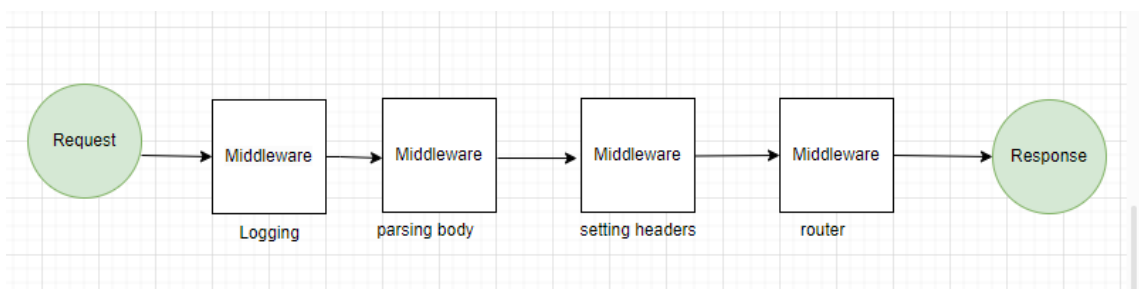 Request
Middleware
Middleware
Middleware
Middleware
Response
Logging
parsing body
setting headers
router